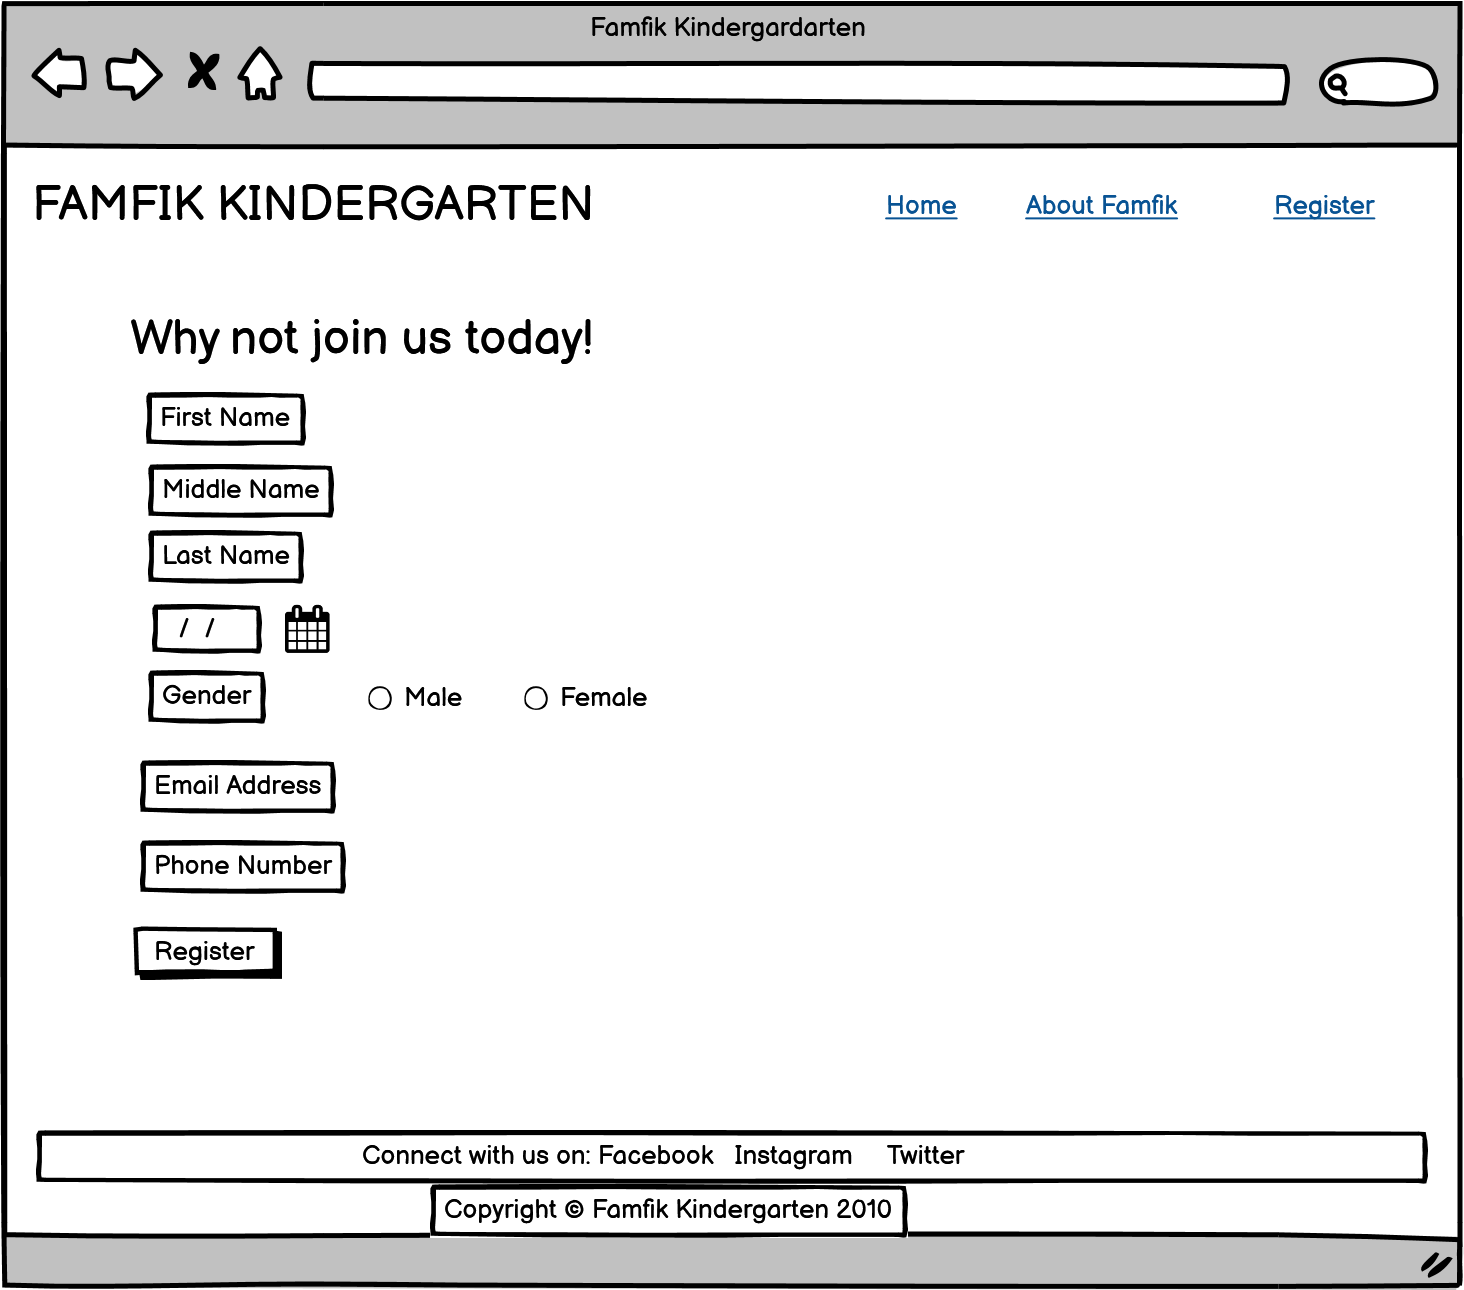 Famfik Kindergardarten
FAMFIK KINDERGARTEN Home About Famfik Register
Why not join us today!
First Name
Middle Name
Last Name
/ /
Gender Male Female
Email Address
Phone Number
Register
Connect with us on: Facebook Instagram Twitter
Copyright © Famfik Kindergarten 2010